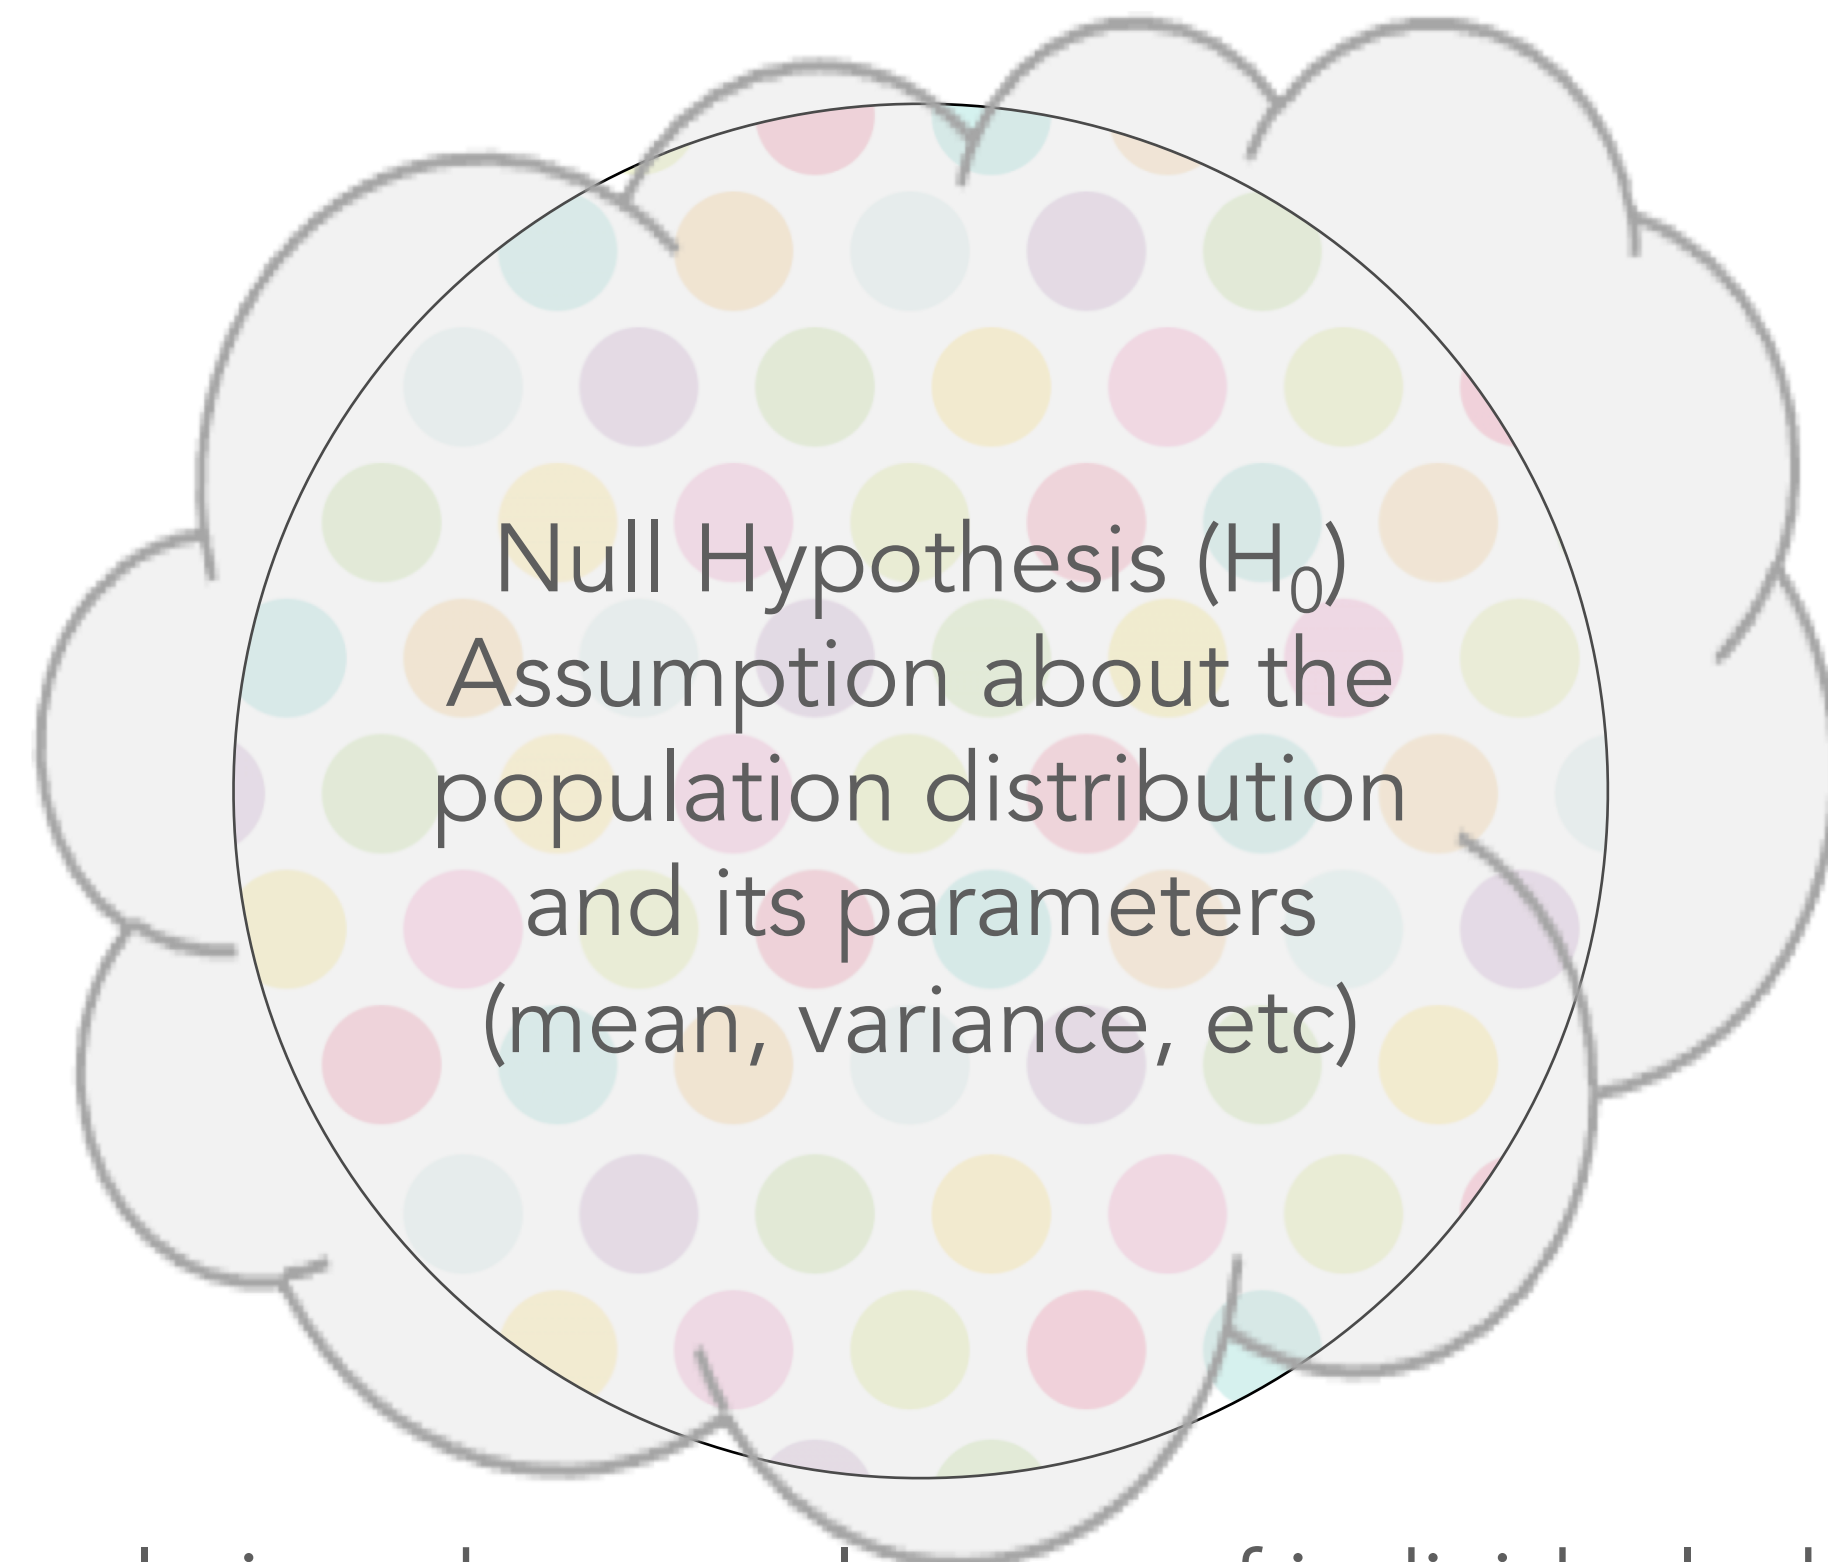 Null Hypothesis (H₀)
Assumption about the
population distribution
and its parameters
(mean, variance, etc)